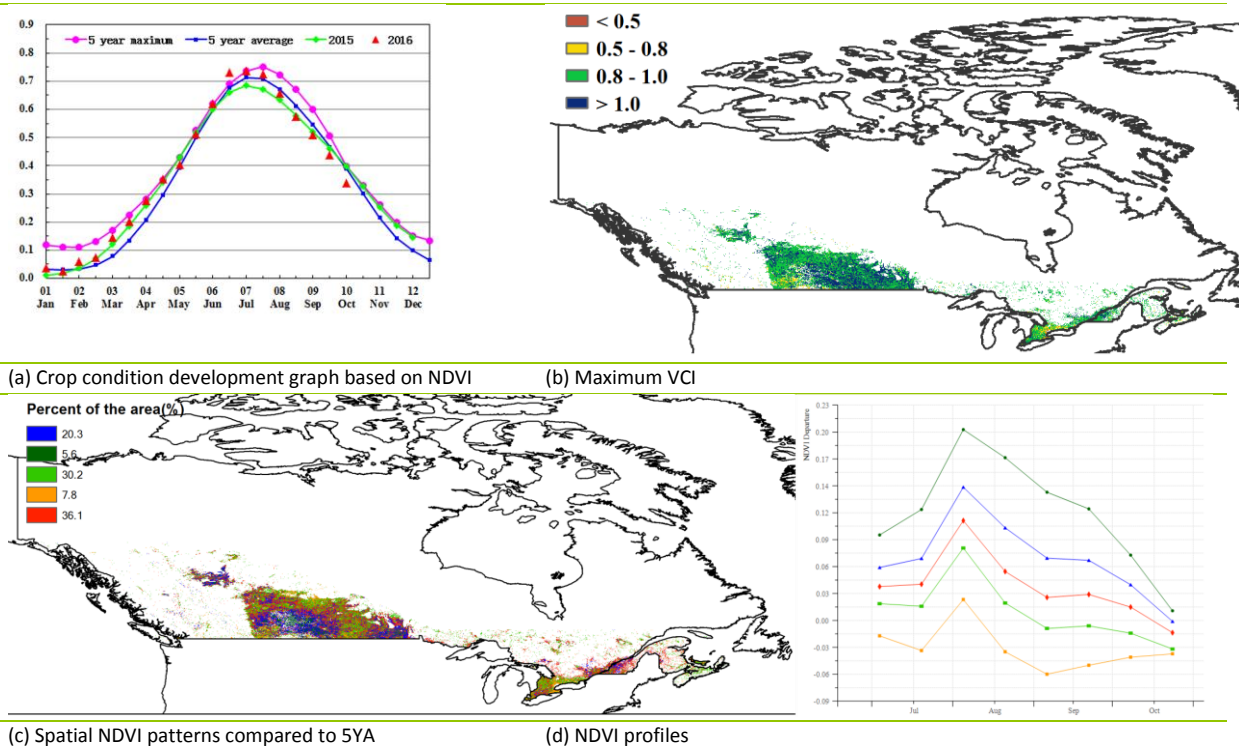 0.9
5 year maximum 5 year average 2015 2016
0.8
0.7
0.6
0.5
0.4
0.3
0.2
0.1
0.0
01 02 03 04 05 06 07 08 09 10 11 12
Jan Feb Mar Apr May Jun Jul Aug Sep Oct Nov Dec
< 0.5
0.5 - 0.8
0.8 - 1.0
> 1.0
(a) Crop condition development graph based on NDVI (b) Maximum VCI
Percent of the area(%)
20.3
5.6
30.2
7.8
36.1
NDVI Departure
0.23
0.20
0.17
0.14
0.12
0.09
0.06
0.03
0.00
-0.03
-0.06
-0.09
Jul Aug Sep Oct
(c) Spatial NDVI patterns compared to 5YA (d) NDVI profiles